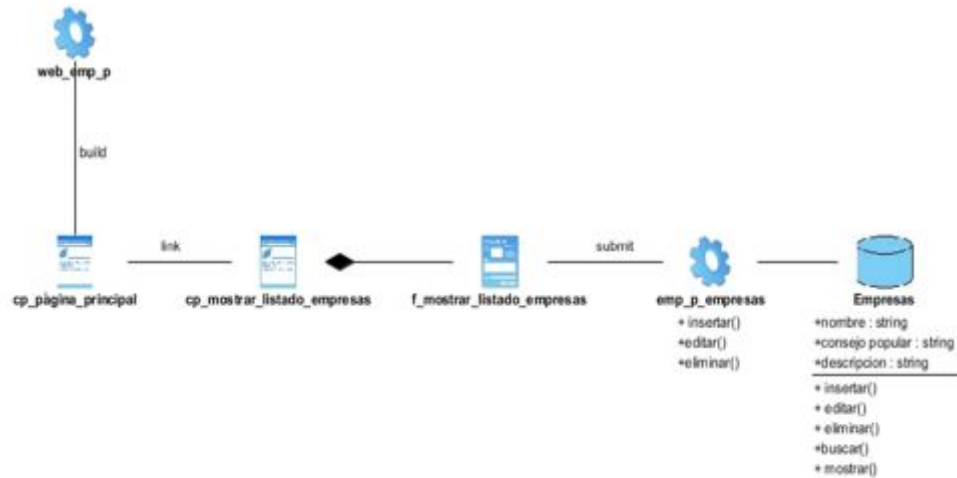 web_emp_p
build
link
submit
cp_página_principal
cp_mostrar_listado_empresas
f_mostrar_listado_empresas
emp_p_empresas
+ insertar()
+editar()
+eliminar()
Empresas
+nombre : string
+consejo popular : string
+descripcion : string
+ insertar()
+ editar()
+ eliminar()
+buscar()
+ mostrar()